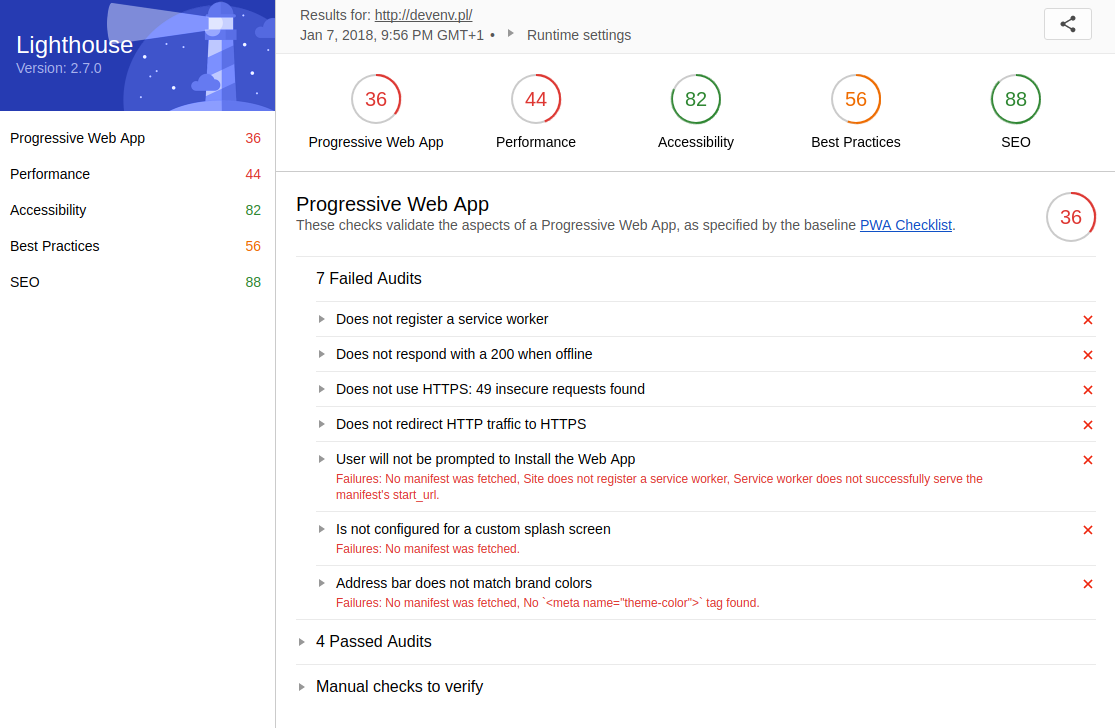 Lighthouse
Version: 2.7.0
Progressive Web App 36
Performance 44
Accessibility 82
Best Practices 56
SEO 88
Results for: http://devenv.pl/
Jan 7, 2018, 9:56 PM GMT+1 • Runtime settings
36 44 82 56 88
Progressive Web App Performance Accessibility Best Practices SEO
Progressive Web App
These checks validate the aspects of a Progressive Web App, as specified by the baseline PWA Checklist.
36
7 Failed Audits
Does not register a service worker
Does not respond with a 200 when offline
Does not use HTTPS: 49 insecure requests found
Does not redirect HTTP traffic to HTTPS
User will not be prompted to Install the Web App
Failures: No manifest was fetched, Site does not register a service worker, Service worker does not successfully serve the
manifest's start_url.
Is not configured for a custom splash screen
Failures: No manifest was fetched.
Address bar does not match brand colors
Failures: No manifest was fetched, No `<meta name="theme-color">` tag found.
4 Passed Audits
Manual checks to verify